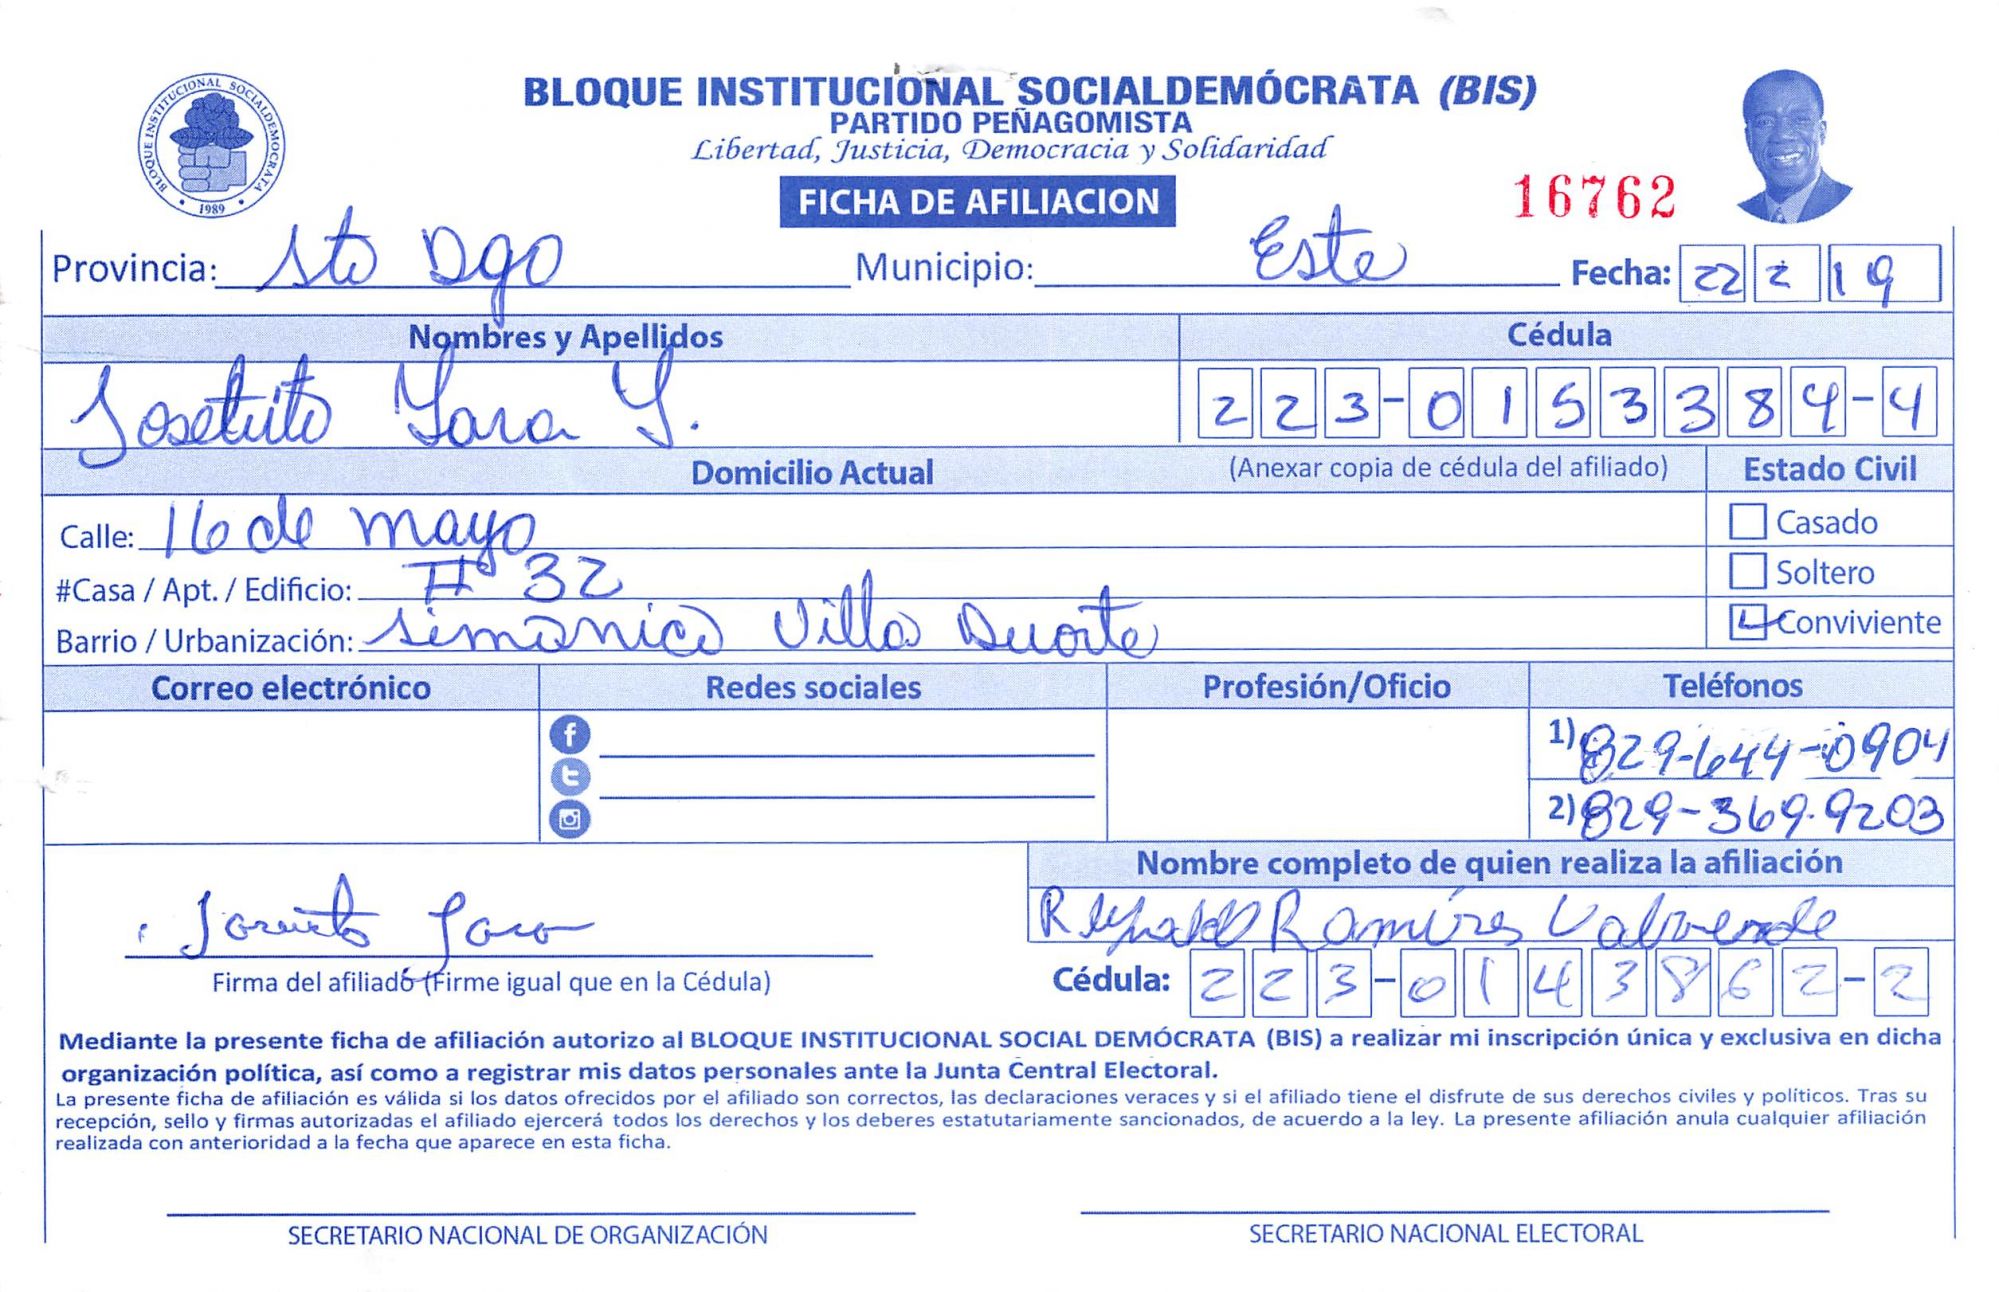 BLOQUE INSTITUCIONAL SOCIALDEMOCRATA
1989
BLOQUE INSTITUCIONAL SOCIALDEMÓCRATA (BIS)
PARTIDO PEÑAGOMISTA
Libertad, Justicia, Democracia y Solidaridad
FICHA DE AFILIACION
16762
Provincia: Sto Dgo Municipio: Este Fecha: 22 2 19
Nombres y Apellidos Cédula
Joselito Lara Y. 223-0153384-4
Domicilio Actual (Anexar copia de cédula del afiliado) Estado Civil
Calle: 16 de mayo Casado
#Casa / Apt. / Edificio: # 32 Soltero
Barrio / Urbanización: Simonico Villa Duarte Conviviente
Correo electrónico Redes sociales Profesión/Oficio Teléfonos
1) 829-644-0904
2) 829-369-9203
Nombre completo de quien realiza la afiliación
Ramíres
Firma del afiliado (Firme igual que en la Cédula) Cédula: 223-0143862-2
Mediante la presente ficha de afiliación autorizo al BLOQUE INSTITUCIONAL SOCIAL DEMÓCRATA (BIS) a realizar mi inscripción única y exclusiva en dicha
organización política, así como a registrar mis datos personales ante la Junta Central Electoral.
La presente ficha de afiliación es válida si los datos ofrecidos por el afiliado son correctos, las declaraciones veraces y si el afiliado tiene el disfrute de sus derechos civiles y políticos. Tras su
recepción, sello y firmas autorizadas el afiliado ejercerá todos los derechos y los deberes estatutariamente sancionados, de acuerdo a la ley. La presente afiliación anula cualquier afiliación
realizada con anterioridad a la fecha que aparece en esta ficha.
SECRETARIO NACIONAL DE ORGANIZACIÓN SECRETARIO NACIONAL ELECTORAL